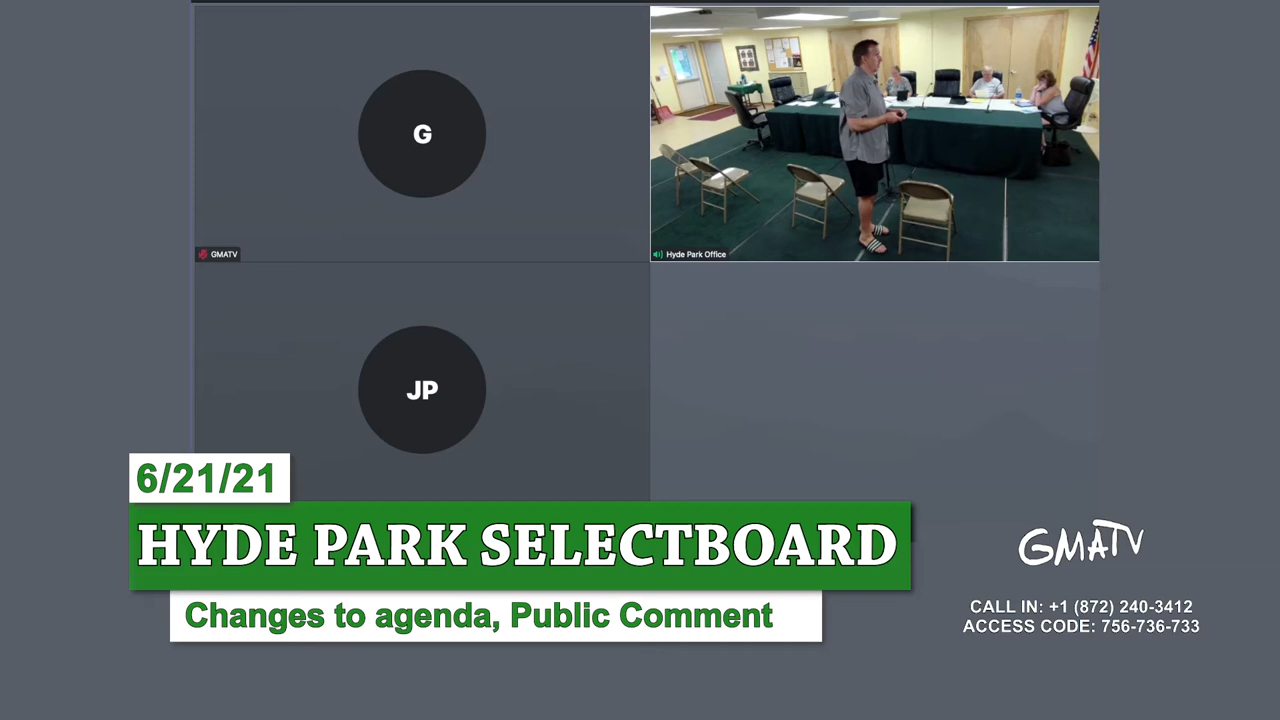 G
GMATV
Hyde Park Office
JP
6/21/21
HYDE PARK SELECTBOARD
Changes to agenda, Public Comment
GMATV
CALL IN: +1 (872) 240-3412
ACCESS CODE: 756-736-733